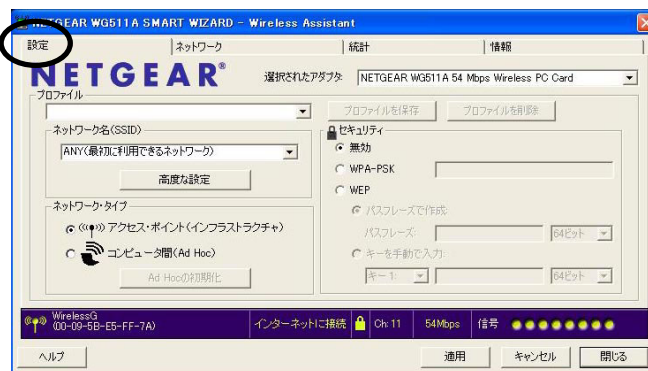 NETGEAR WG511A SMART WIZARD - Wireless Assistant
設定 ネットワーク 統計 情報
NETGEAR® 選択されたアダプタ: NETGEAR WG511A 54 Mbps Wireless PC Card
プロファイル
プロファイルを保存 プロファイルを削除
ネットワーク名(SSID)
ANY(最初に利用できるネットワーク)
高度な設定
ネットワーク・タイプ
アクセス・ポイント(インフラストラクチャ)
コンピュータ間(Ad Hoc)
Ad Hocの初期化
セキュリティ
無効
WPA-PSK
WEP
パスフレーズで作成:
パスフレーズ: 64ビット
キーを手動で入力:
キー 1: 64ビット
WirelessG
(00-09-5B-E5-FF-7A) インターネットに接続 Ch: 11 54Mbps 信号
ヘルプ 適用 キャンセル 閉じる